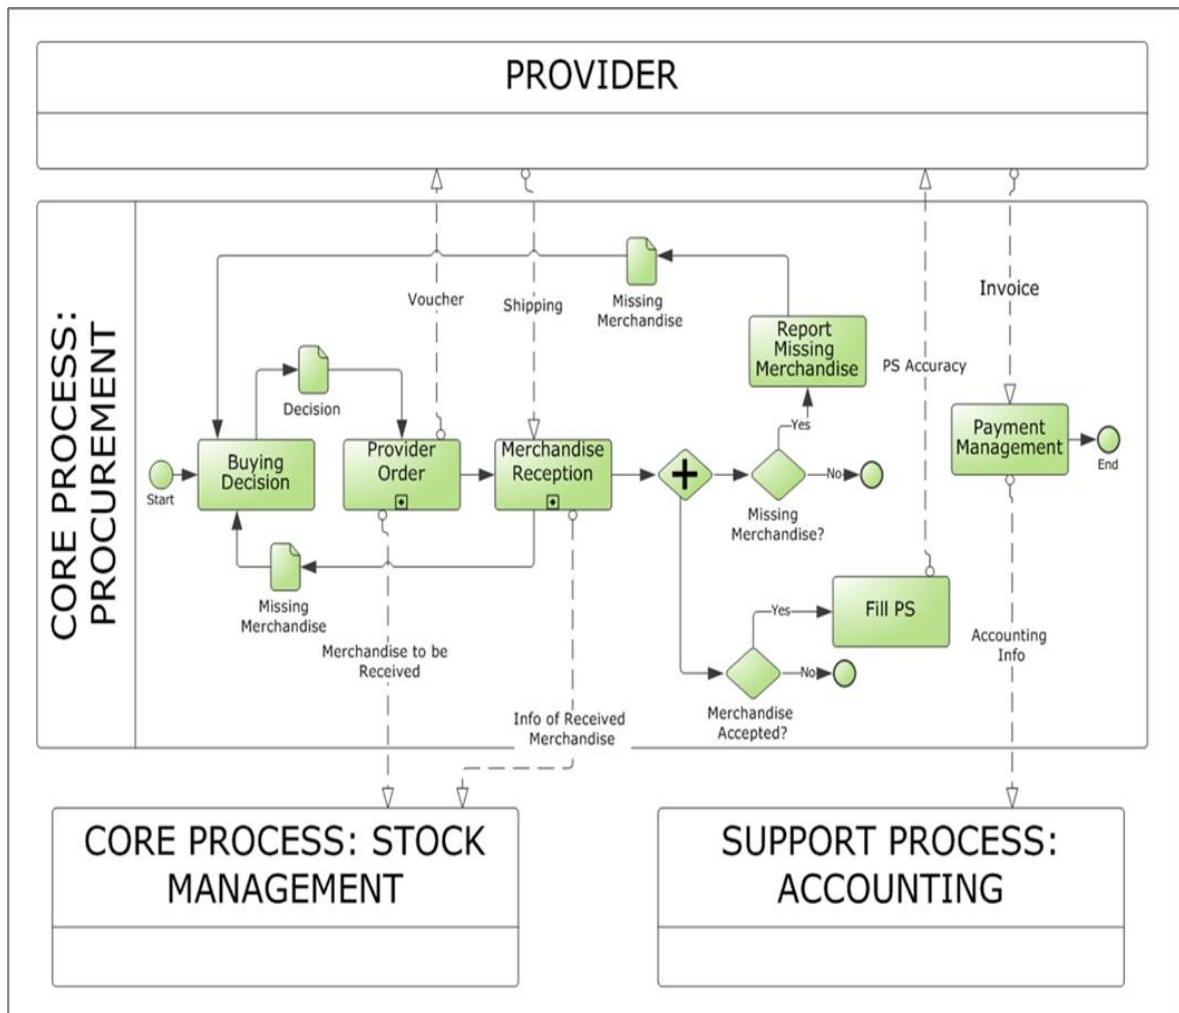 PROVIDER
CORE PROCESS:
PROCUREMENT
Voucher
Shipping
Missing
Merchandise
Invoice
Report
Missing
Merchandise
PS Accuracy
Decision
Yes
Payment
Management
End
Start
Buying
Decision
Provider
Order
Merchandise
Reception
No
Missing
Merchandise?
Missing
Merchandise
Yes
Fill PS
Merchandise to be
Received
Accounting
Info
No
Merchandise
Accepted?
Info of Received
Merchandise
CORE PROCESS: STOCK
MANAGEMENT
SUPPORT PROCESS:
ACCOUNTING